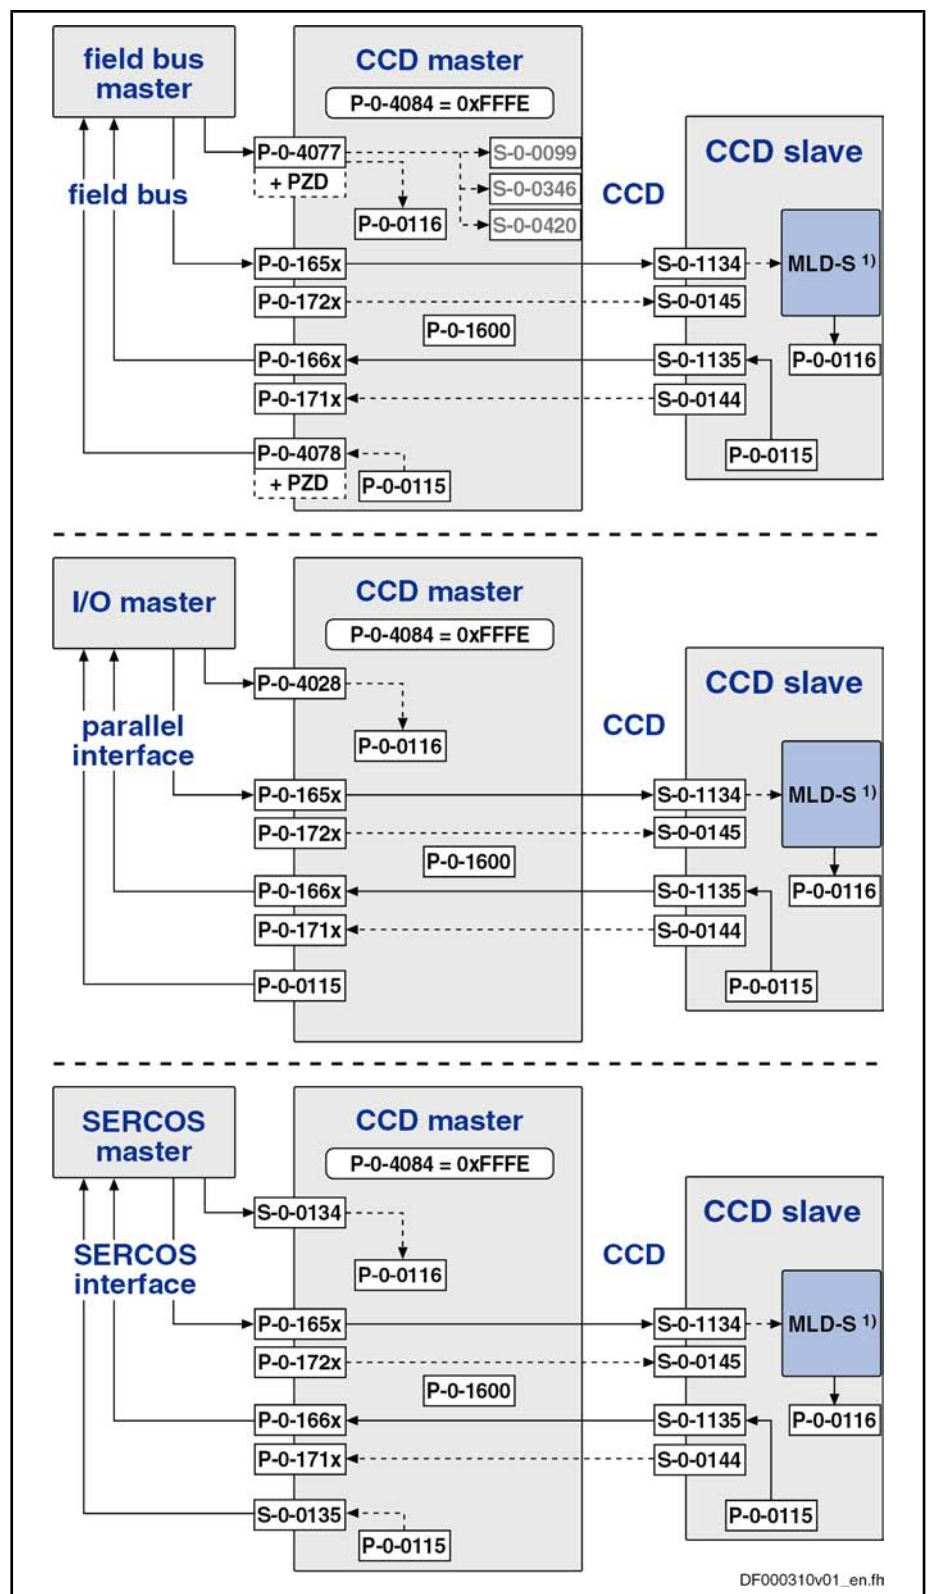 field bus
master
CCD master
P-0-4084 = 0xFFFE
P-0-4077
+ PZD
S-0-0099
S-0-0346
S-0-0420
P-0-0116
field bus
CCD
CCD slave
P-0-165x
S-0-1134
MLD-S 1)
P-0-172x
S-0-0145
P-0-1600
P-0-166x
S-0-1135
P-0-0116
P-0-171x
S-0-0144
P-0-4078
+ PZD
P-0-0115
P-0-0115
I/O master
CCD master
P-0-4084 = 0xFFFE
P-0-4028
P-0-0116
parallel
interface
CCD
CCD slave
P-0-165x
S-0-1134
MLD-S 1)
P-0-172x
S-0-0145
P-0-1600
P-0-166x
S-0-1135
P-0-0116
P-0-171x
S-0-0144
P-0-0115
P-0-0115
SERCOS
master
CCD master
P-0-4084 = 0xFFFE
S-0-0134
P-0-0116
SERCOS
interface
CCD
CCD slave
P-0-165x
S-0-1134
MLD-S 1)
P-0-172x
S-0-0145
P-0-1600
P-0-166x
S-0-1135
P-0-0116
P-0-171x
S-0-0144
S-0-0135
P-0-0115
P-0-0115
DF000310v01_en.fh